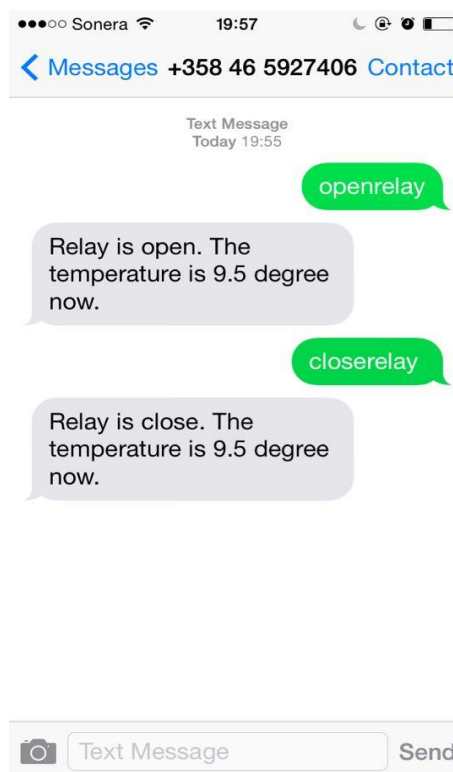 Sonera 19:57
Messages +358 46 5927406 Contact
Text Message
Today 19:55
openrelay
Relay is open. The
temperature is 9.5 degree
now.
closerelay
Relay is close. The
temperature is 9.5 degree
now.
Text Message Send